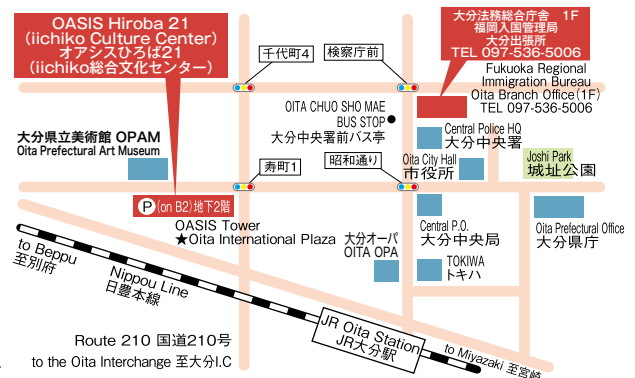 OASIS Hiroba 21
(iichiko Culture Center)
オアシスひろば21
(iichiko総合文化センター)
千代町4
検察庁前
大分法務総合庁舎 1F
福岡入国管理局
大分出張所
TEL 097-536-5006
Fukuoka Regional
Immigration Bureau
Oita Branch Office(1F)
TEL 097-536-5006
OITA CHUO SHO MAE
BUS STOP
大分中央署前バス亭
Central Police HQ
大分中央署
大分県立美術館 OPAM
Oita Prefectural Art Museum
寿町1
昭和通り
Oita City Hall
市役所
Joshi Park
城址公園
P (on B2)地下2階
OASIS Tower
★Oita International Plaza
大分オーパ
OITA OPA
Central P.O.
大分中央局
Oita Prefectural Office
大分県庁
TOKIWA
トキハ
to Beppu
至別府
Nippou Line
日豊本線
JR Oita Station
JR大分駅
to Miyazaki 至宮崎
Route 210 国道210号
to the Oita Interchange 至大分I.C